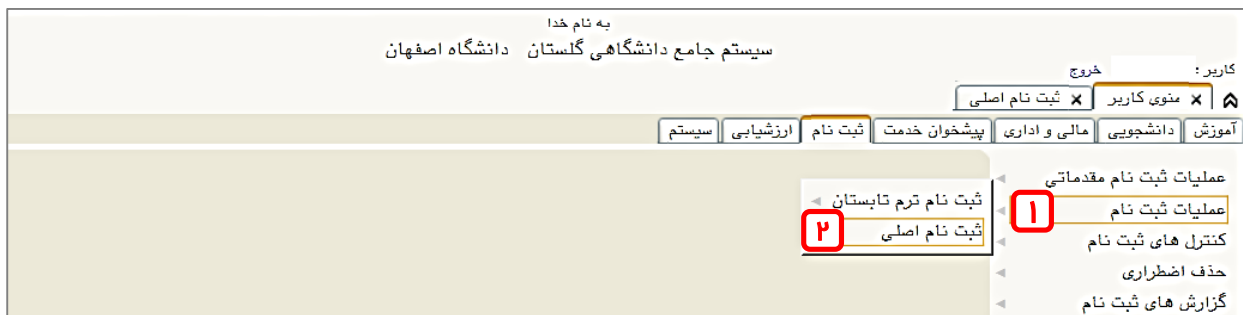 به نام خدا
سیستم جامع دانشگاهی گلستان دانشگاه اصفهان
کاربر : خروج
منوی کاربر ثبت نام اصلی
آموزش دانشجویی مالی و اداری پیشخوان خدمت ثبت نام ارزشیابی سیستم
عملیات ثبت نام مقدماتی
ثبت نام ترم تابستان
عملیات ثبت نام ۱
ثبت نام اصلی ۲
کنترل های ثبت نام
حذف اضطراری
گزارش های ثبت نام